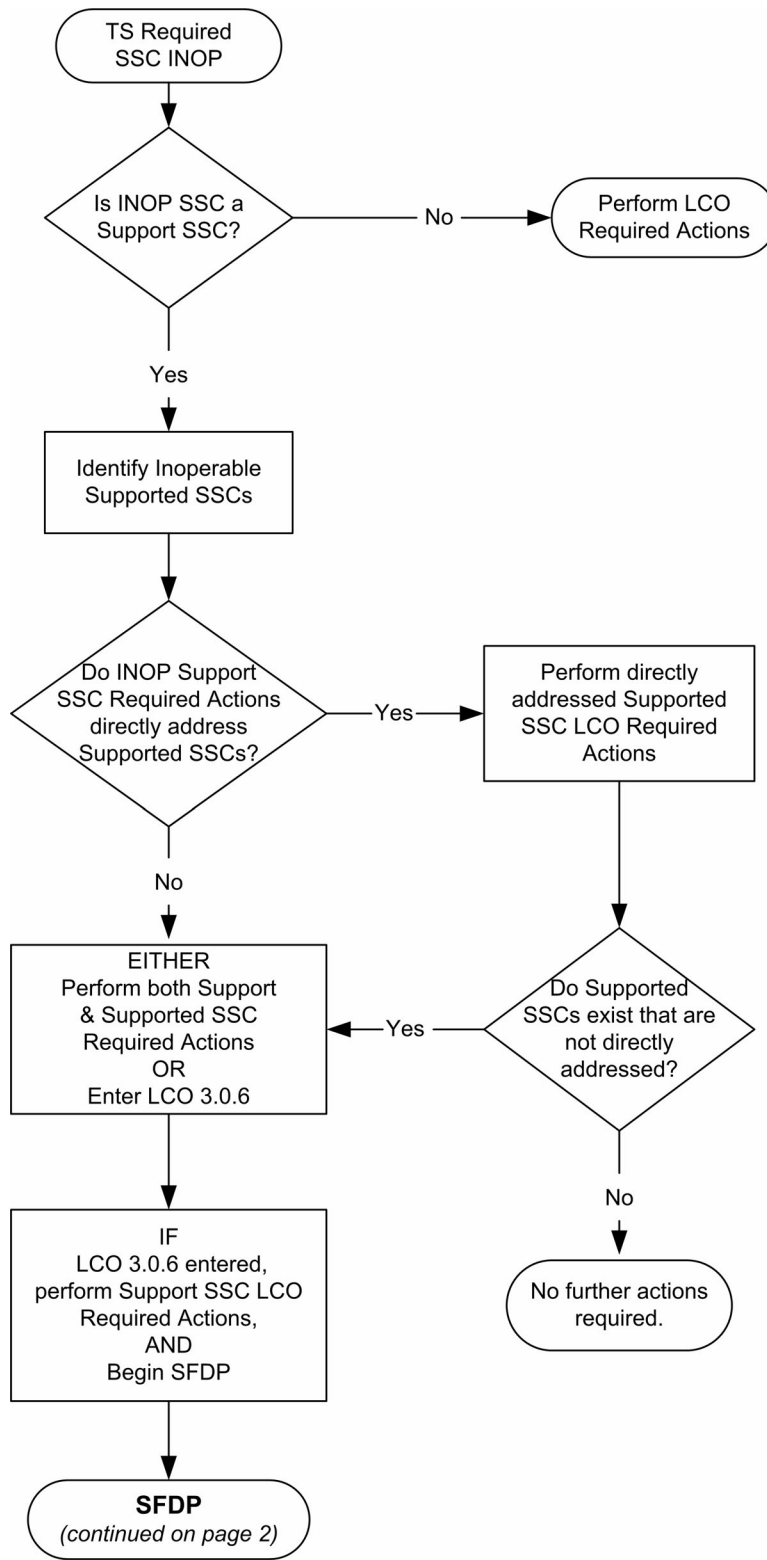 TS Required
SSC INOP
Is INOP SSC a
Support SSC?
No
Perform LCO
Required Actions
Yes
Identify Inoperable
Supported SSCs
Do INOP Support
SSC Required Actions
directly address
Supported SSCs?
Yes
Perform directly
addressed Supported
SSC LCO Required
Actions
No
EITHER
Perform both Support
& Supported SSC
Required Actions
OR
Enter LCO 3.0.6
Yes
Do Supported
SSCs exist that are
not directly
addressed?
No
IF
LCO 3.0.6 entered,
perform Support SSC LCO
Required Actions,
AND
Begin SFDP
No further actions
required.
SFDP
(continued on page 2)